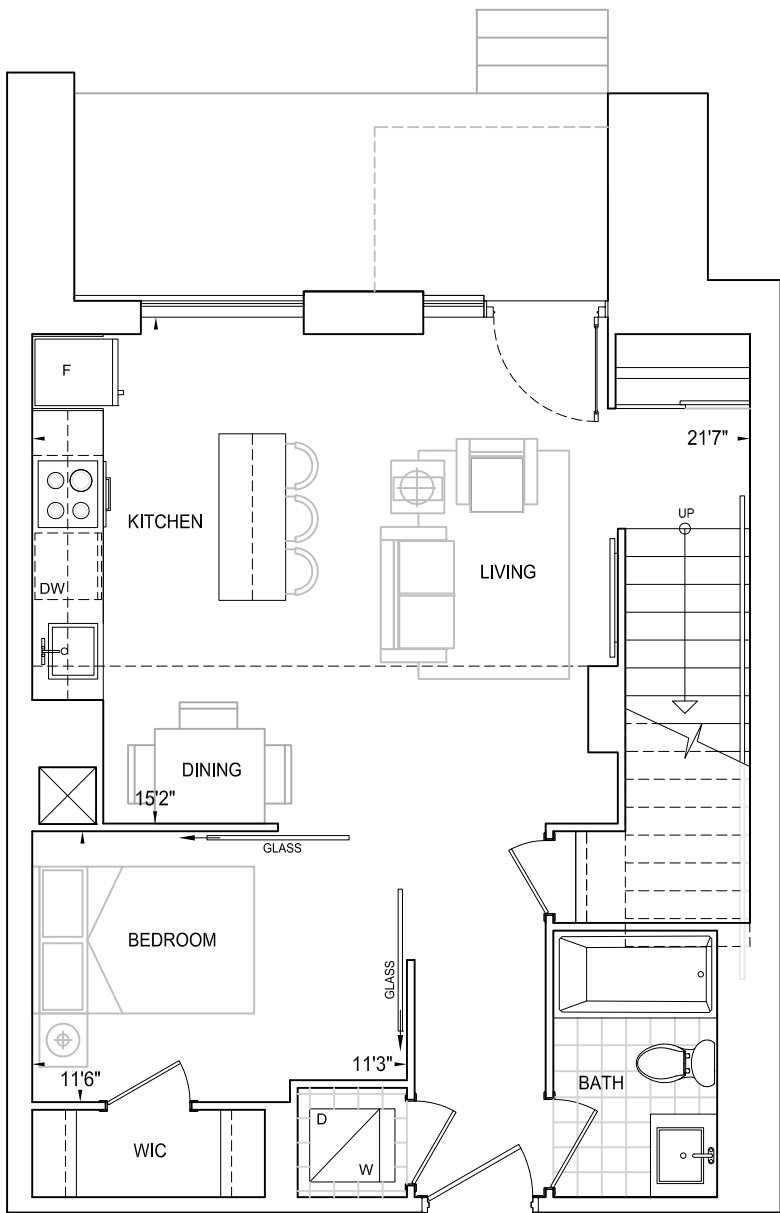 F
21'7"
UP
KITCHEN
LIVING
DW
DINING
15'2"
GLASS
BEDROOM
GLASS
11'6"
11'3"
BATH
D
W
WIC